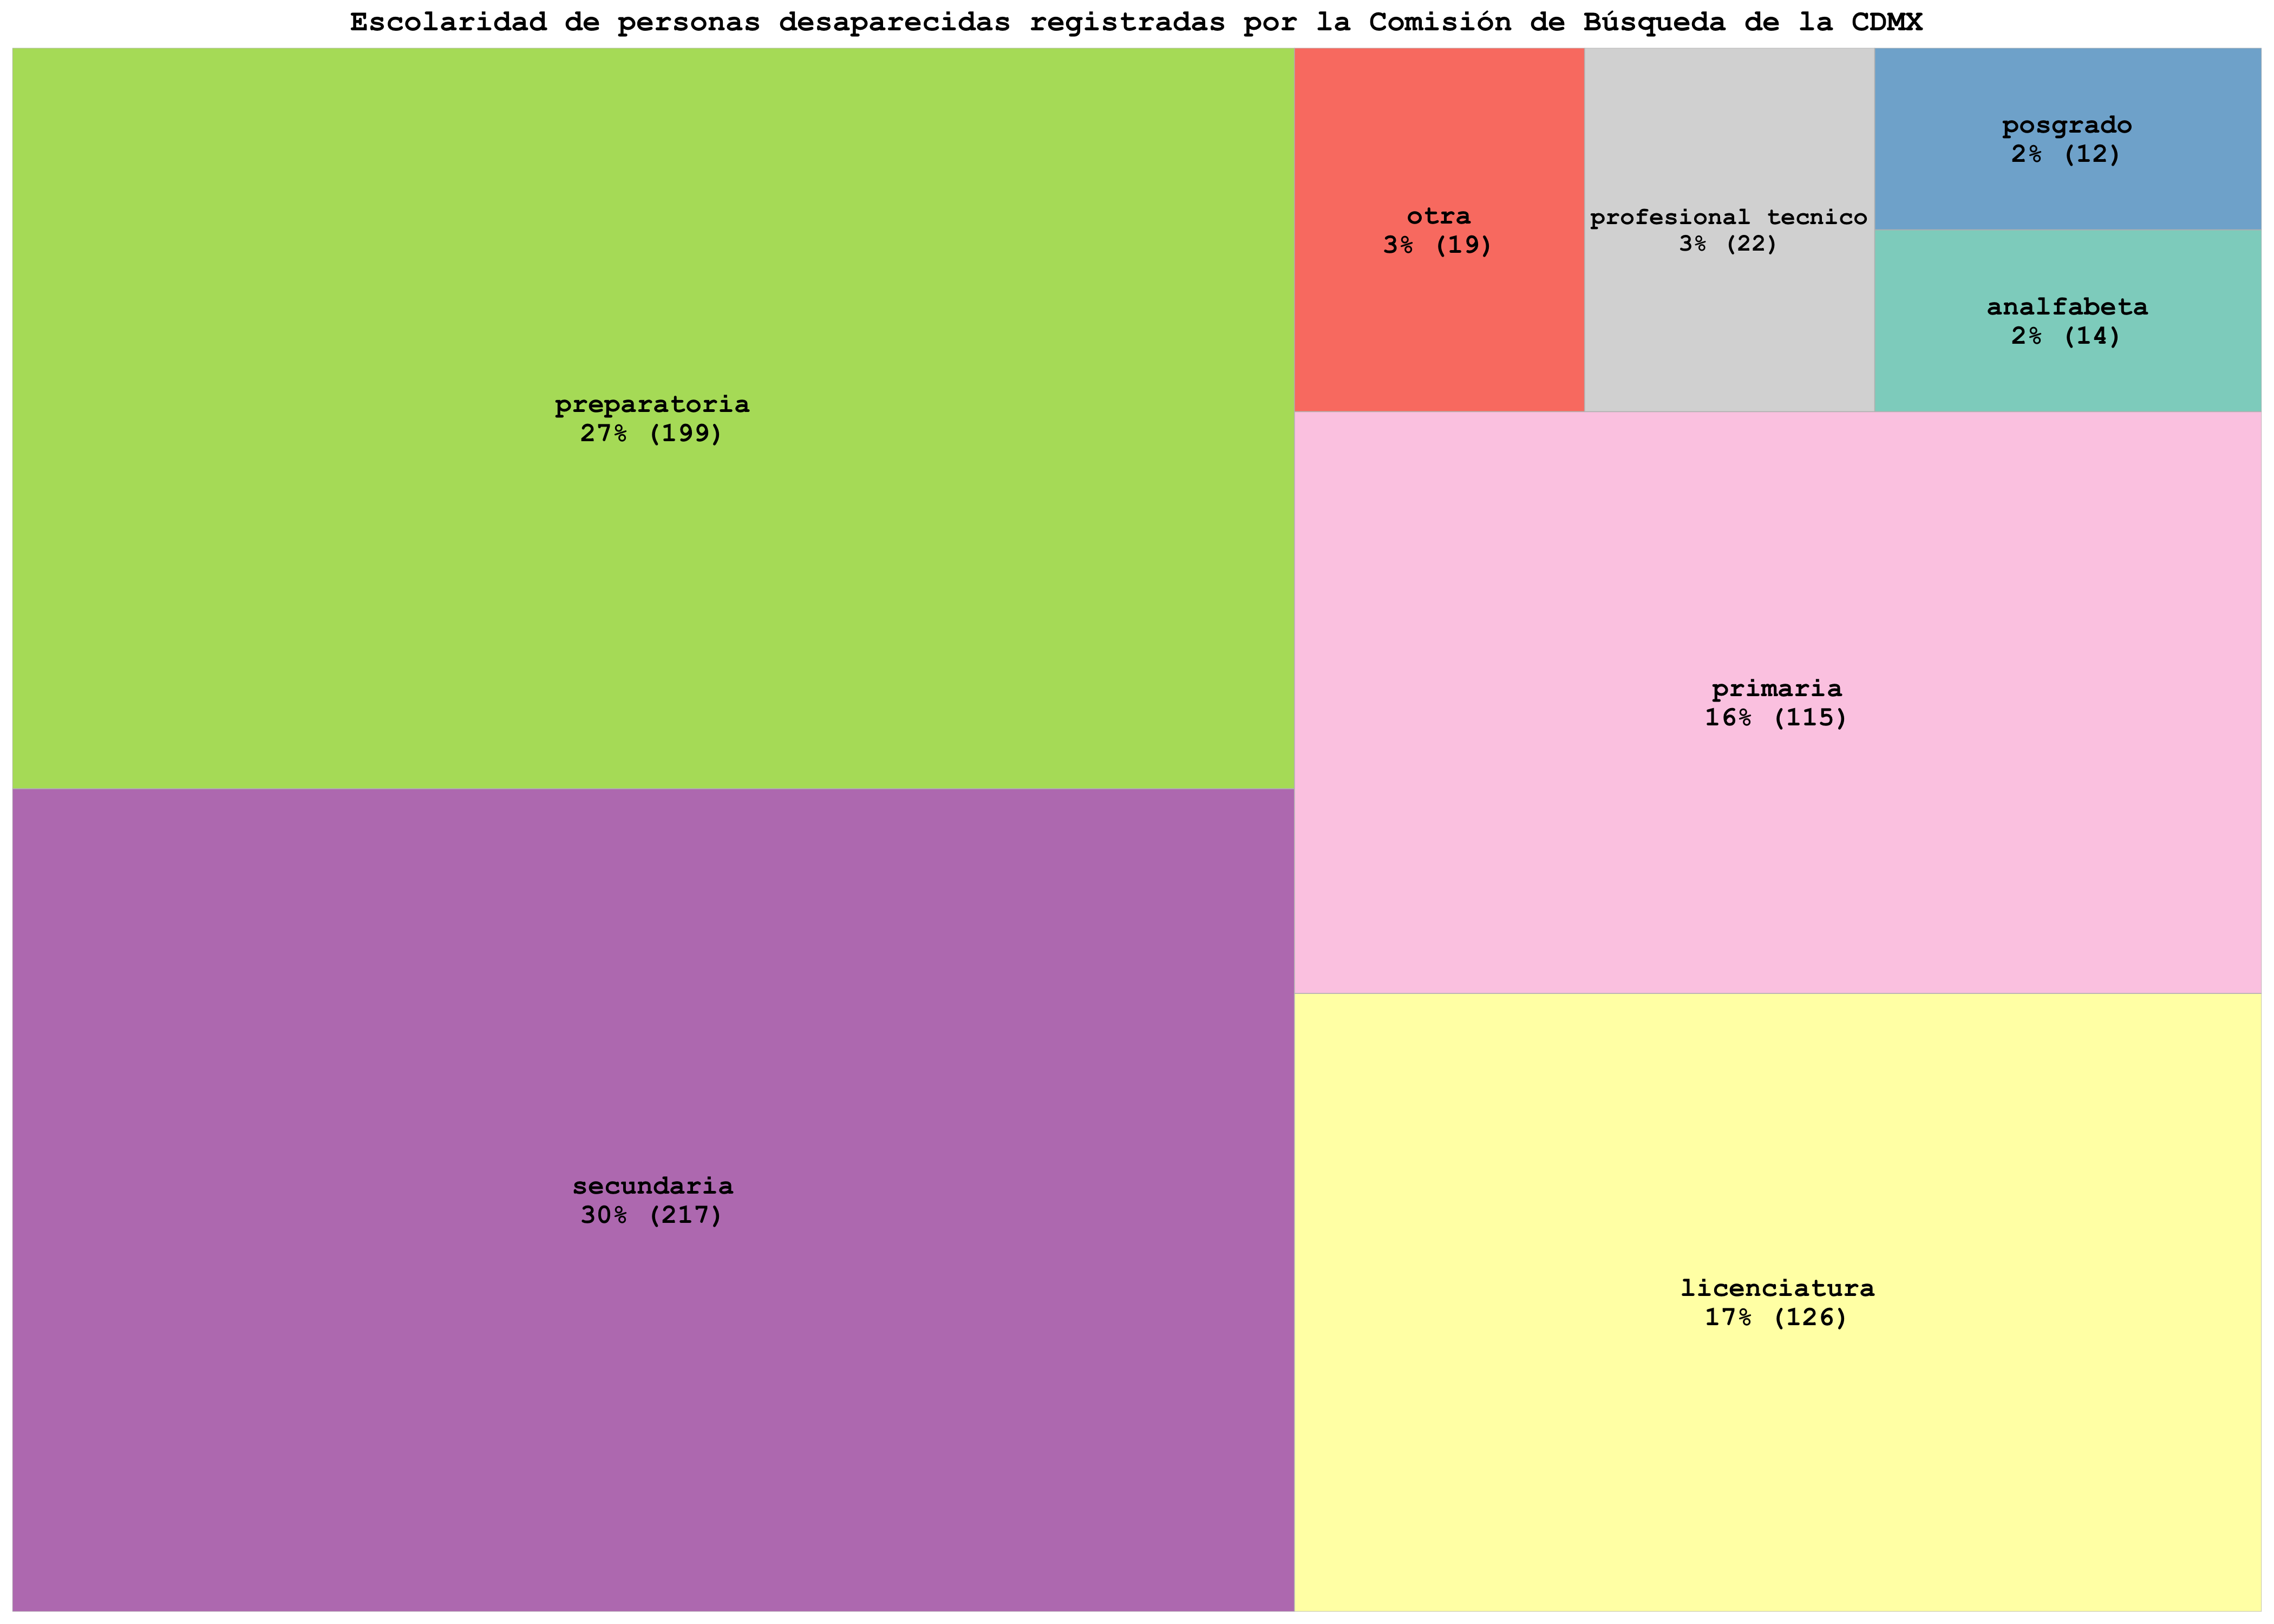 Escolaridad de personas desaparecidas registradas por la Comisión de Búsqueda de la CDMX
preparatoria
27% (199)
secundaria
30% (217)
otra
3% (19)
profesional tecnico
3% (22)
posgrado
2% (12)
analfabeta
2% (14)
primaria
16% (115)
licenciatura
17% (126)